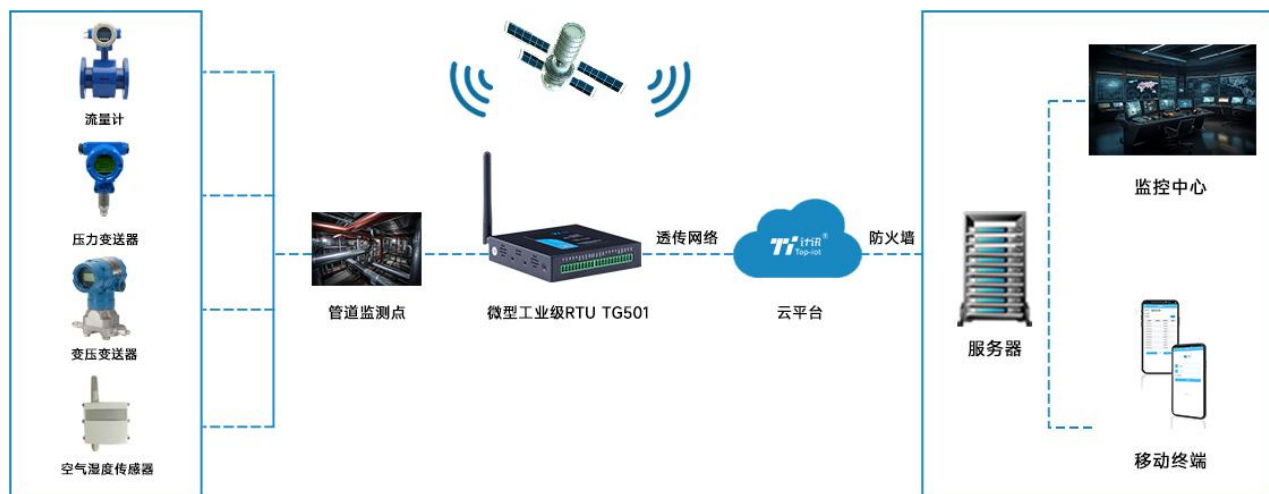 流量计
压力变送器
变压变送器
空气湿度传感器
管道监测点
微型工业级RTU TG501
透传网络
计讯®
Top-iot
云平台
防火墙
服务器
监控中心
移动终端